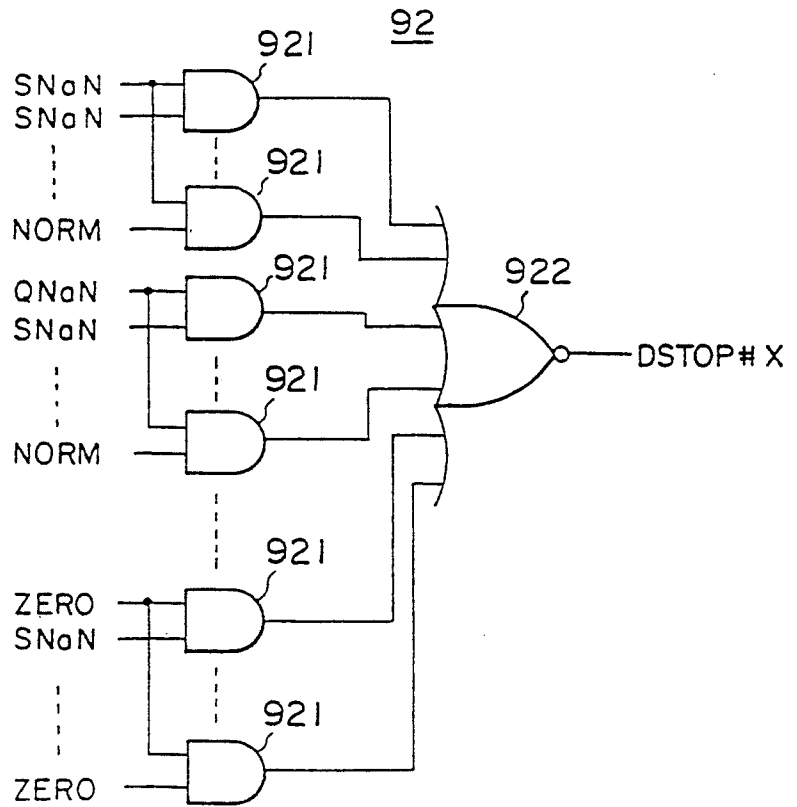 92
921
SNaN
SNaN
921
NORM
921
QNaN
SNaN
922
DSTOP# X
921
NORM
921
ZERO
SNaN
921
ZERO